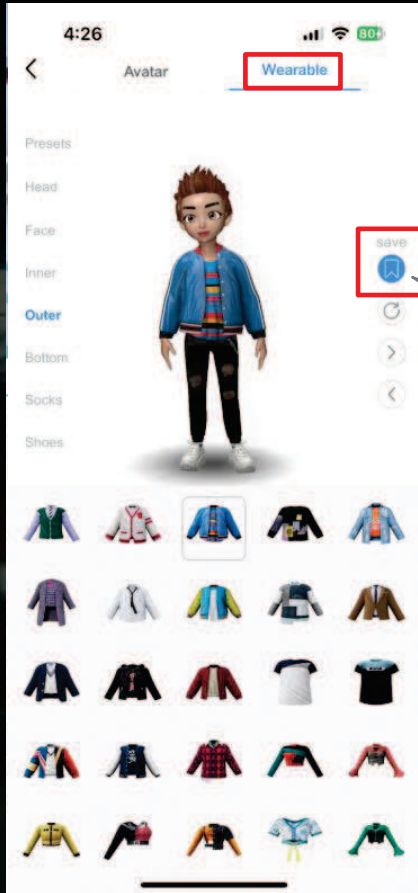 4:26
80
Avatar
Wearable
Presets
Head
Face
save
Inner
Outer
Bottom
Socks
Shoes